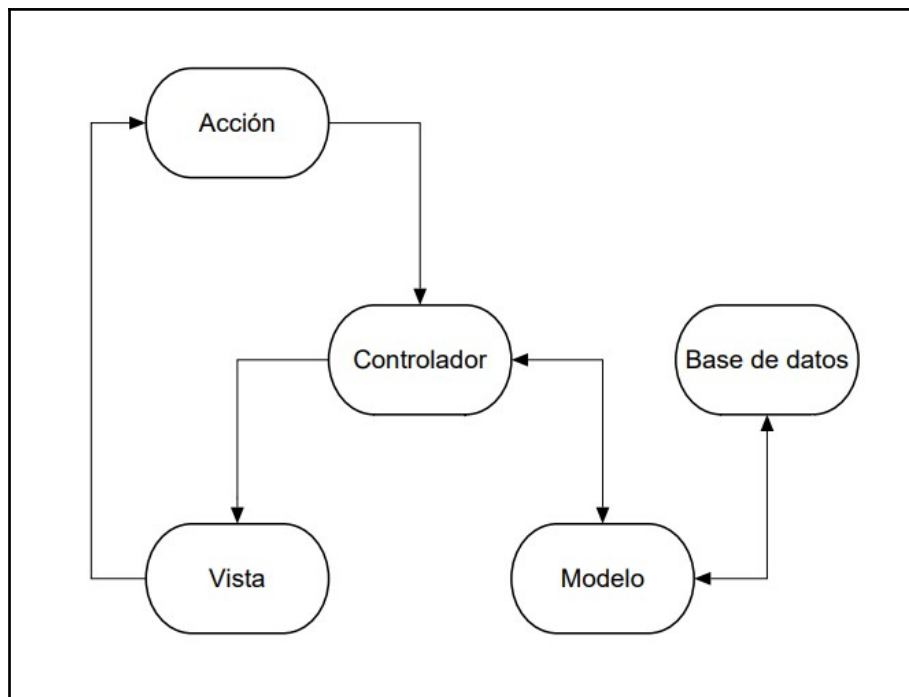 Acción
Controlador
Base de datos
Vista
Modelo